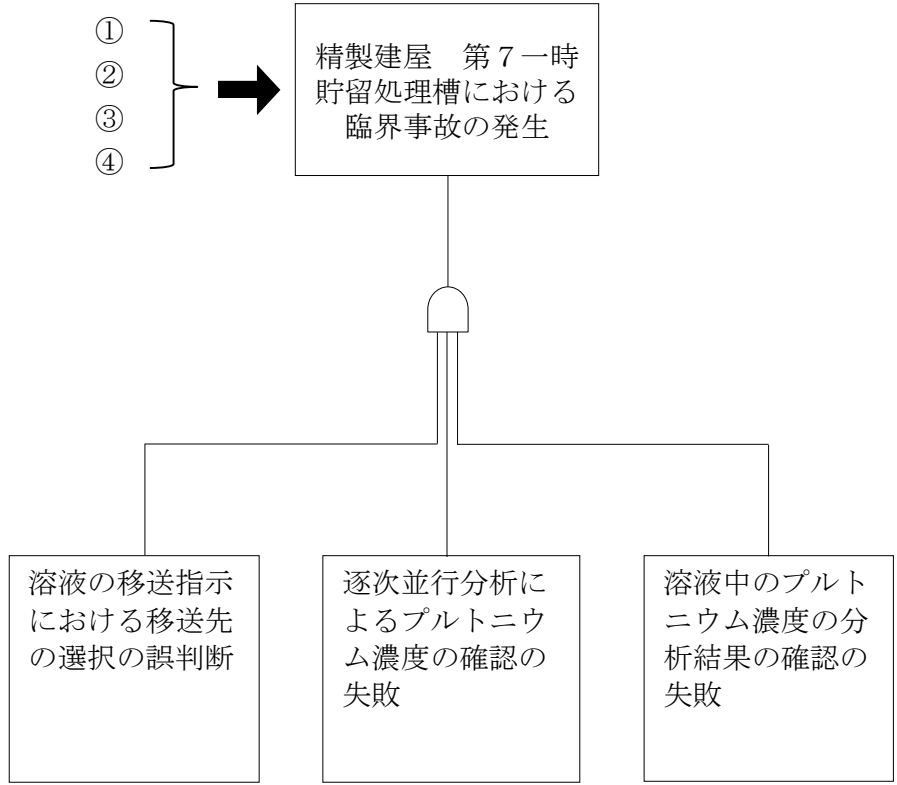 ①
②
③
④
精製建屋　第７一時
貯留処理槽における
臨界事故の発生
溶液の移送指示
における移送先
の選択の誤判断
逐次並行分析に
よるプルトニウ
ム濃度の確認の
失敗
溶液中のプルト
ニウム濃度の分
析結果の確認の
失敗